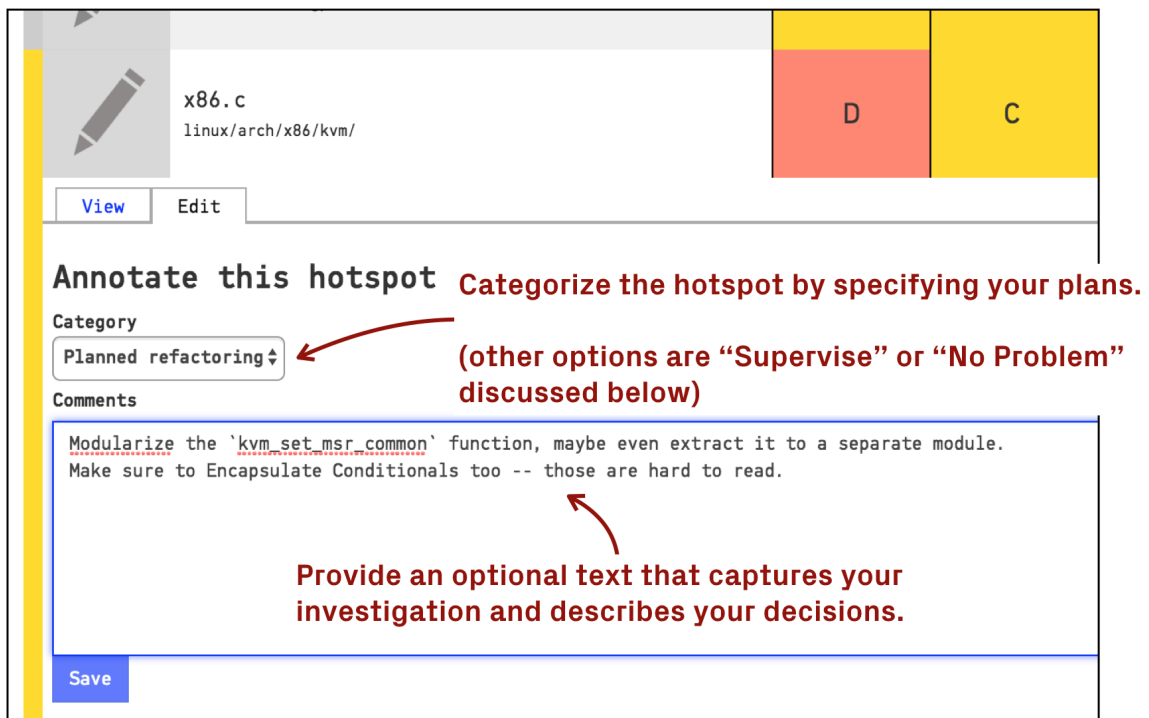 x86.c
linux/arch/x86/kvm/
D
C
View
Edit
Annotate this hotspot
Categorize the hotspot by specifying your plans.
Category
Planned refactoring
(other options are “Supervise” or “No Problem”
discussed below)
Comments
Modularize the `kvm_set_msr_common` function, maybe even extract it to a separate module.
Make sure to Encapsulate Conditionals too -- those are hard to read.
Provide an optional text that captures your
investigation and describes your decisions.
Save